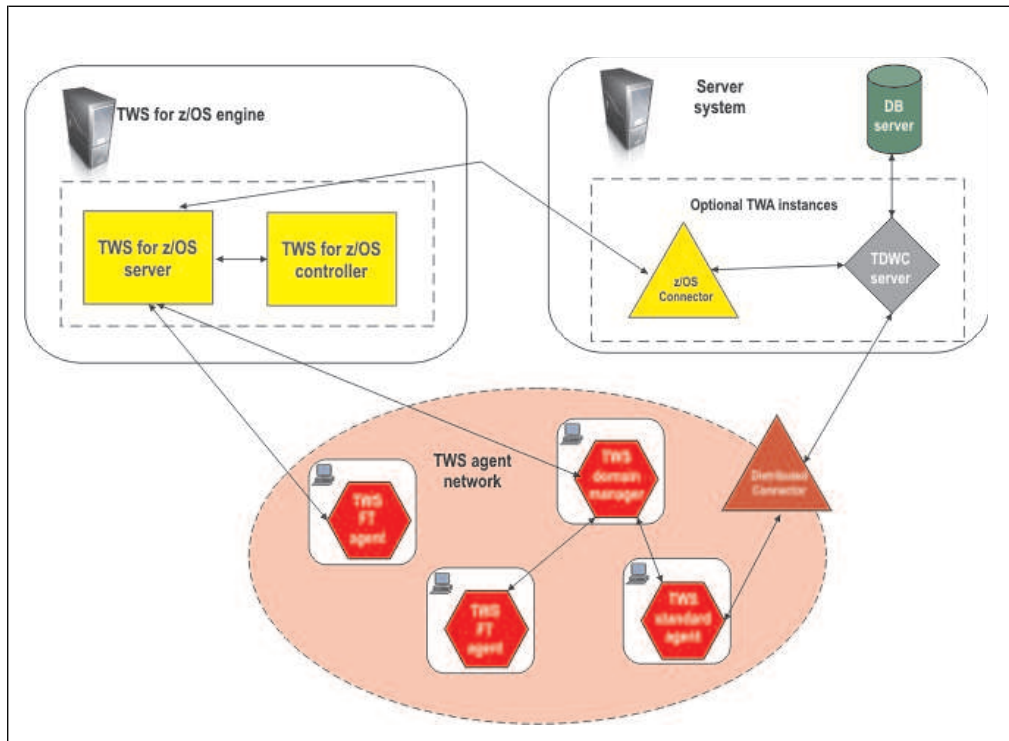 TWS for z/OS engine
TWS for z/OS
server
TWS for z/OS
controller
Server
system
DB
server
Optional TWA instances
z/OS
Connector
TDWC
server
TWS agent
network
TWS
domain
manager
Distributed
Connector
TWS
FT
agent
TWS
FT
agent
TWS
standard
agent